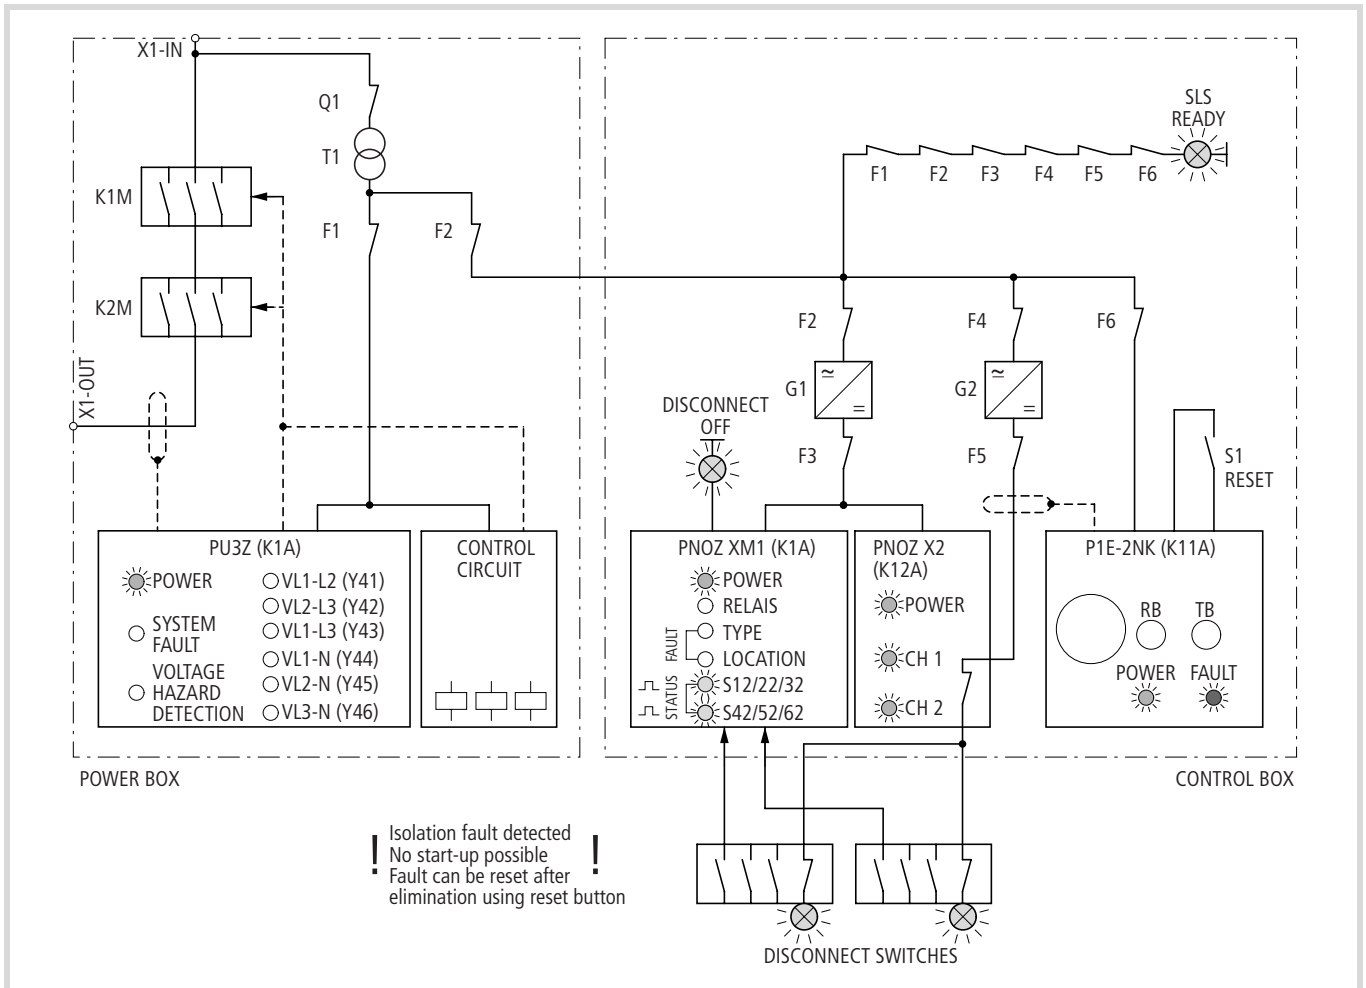 X1-IN
Q1
T1
K1M
F1
F2
K2M
X1-OUT
PU3Z (K1A)
POWER
SYSTEM
FAULT
VOLTAGE
HAZARD
DETECTION
VL1-L2 (Y41)
VL2-L3 (Y42)
VL1-L3 (Y43)
VL1-N (Y44)
VL2-N (Y45)
VL3-N (Y46)
CONTROL
CIRCUIT
POWER BOX
SLS
READY
F1 F2 F3 F4 F5 F6
F2
F4
F6
G1
G2
DISCONNECT
OFF
F3
F5
S1
RESET
PNOZ XM1 (K1A)
POWER
RELAIS
FAULT
TYPE
LOCATION
STATUS
S12/22/32
S42/52/62
PNOZ X2
(K12A)
POWER
CH 1
CH 2
P1E-2NK (K11A)
RB
TB
POWER
FAULT
CONTROL BOX
! Isolation fault detected !
No start-up possible
Fault can be reset after
elimination using reset button
DISCONNECT SWITCHES